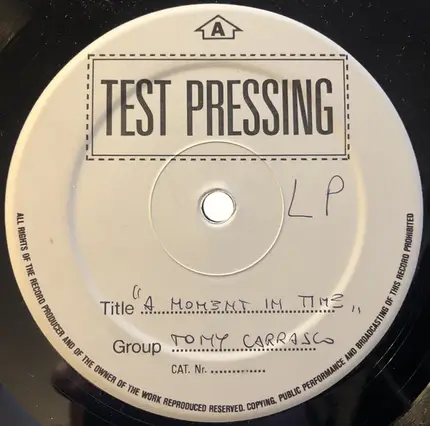 A
TEST PRESSING
LP
Title "A MOMENT IM TIME"
Group TOMY CARRASCO
CAT. Nr. ..............
ALL RIGHTS OF THE RECORD PRODUCER AND OF THE OWNER OF THE WORK REPRODUCED RESERVED. COPYING, PUBLIC PERFORMANCE AND BROADCASTING OF THIS RECORD PROHIBITED